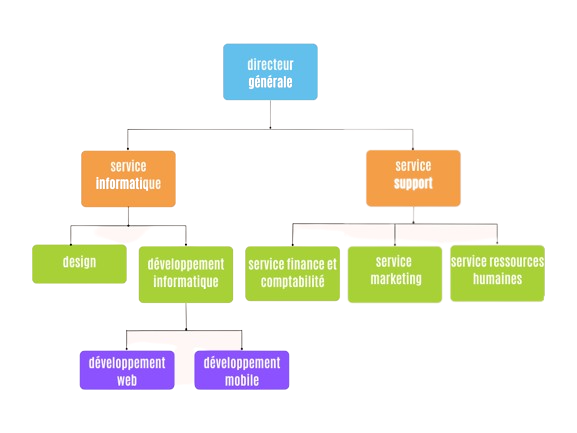 directeur
générale
service
informatique
service
support
design
développement
informatique
service finance et
comptabilité
service
marketing
service ressources
humaines
développement
web
développement
mobile